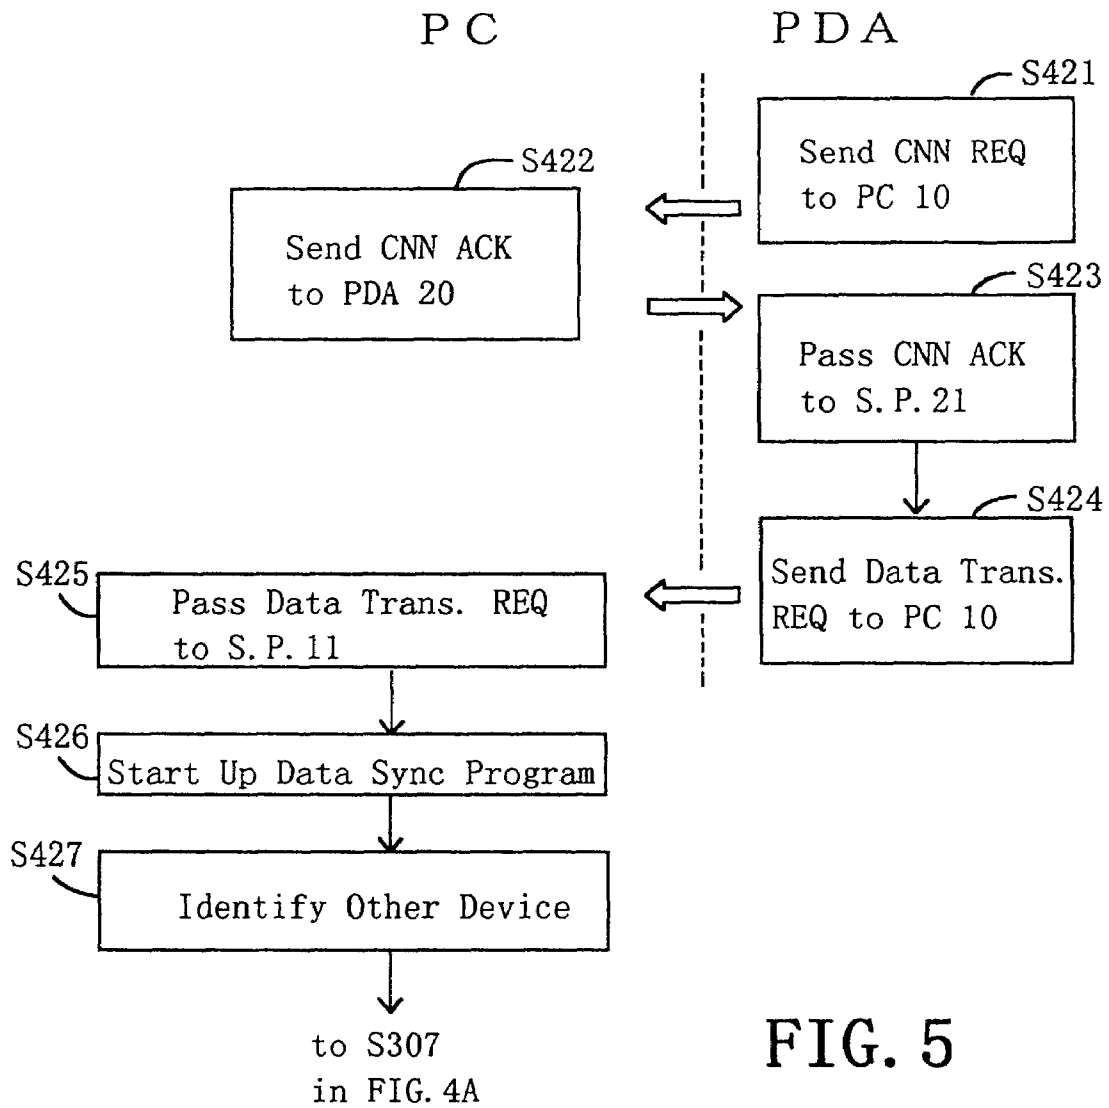 PC
PDA
S421
Send CNN REQ
to PC 10
S422
Send CNN ACK
to PDA 20
S423
Pass CNN ACK
to S.P.21
S424
Send Data Trans.
REQ to PC 10
S425
Pass Data Trans. REQ
to S.P.11
S426
Start Up Data Sync Program
S427
Identify Other Device
to S307
in FIG.4A
FIG. 5